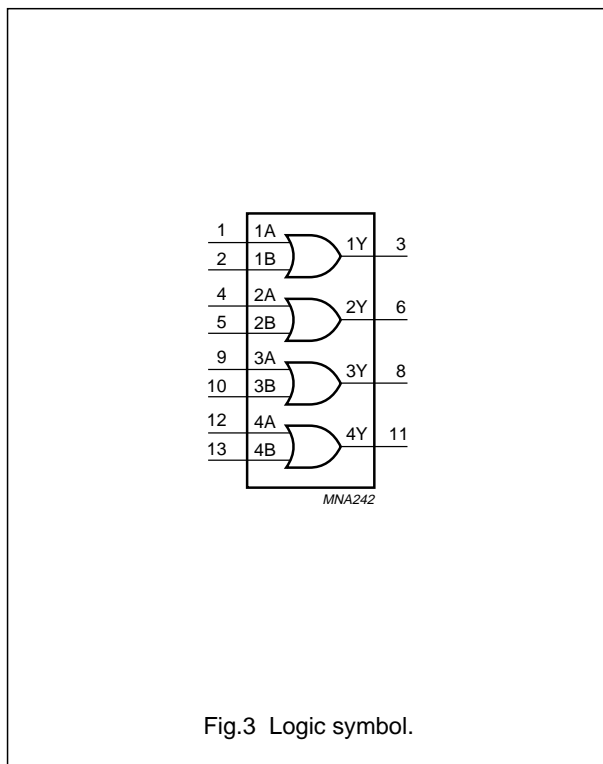 1 1A 1Y 3
2 1B
4 2A 2Y 6
5 2B
9 3A 3Y 8
10 3B
12 4A 4Y 11
13 4B
MNA242
Fig.3 Logic symbol.